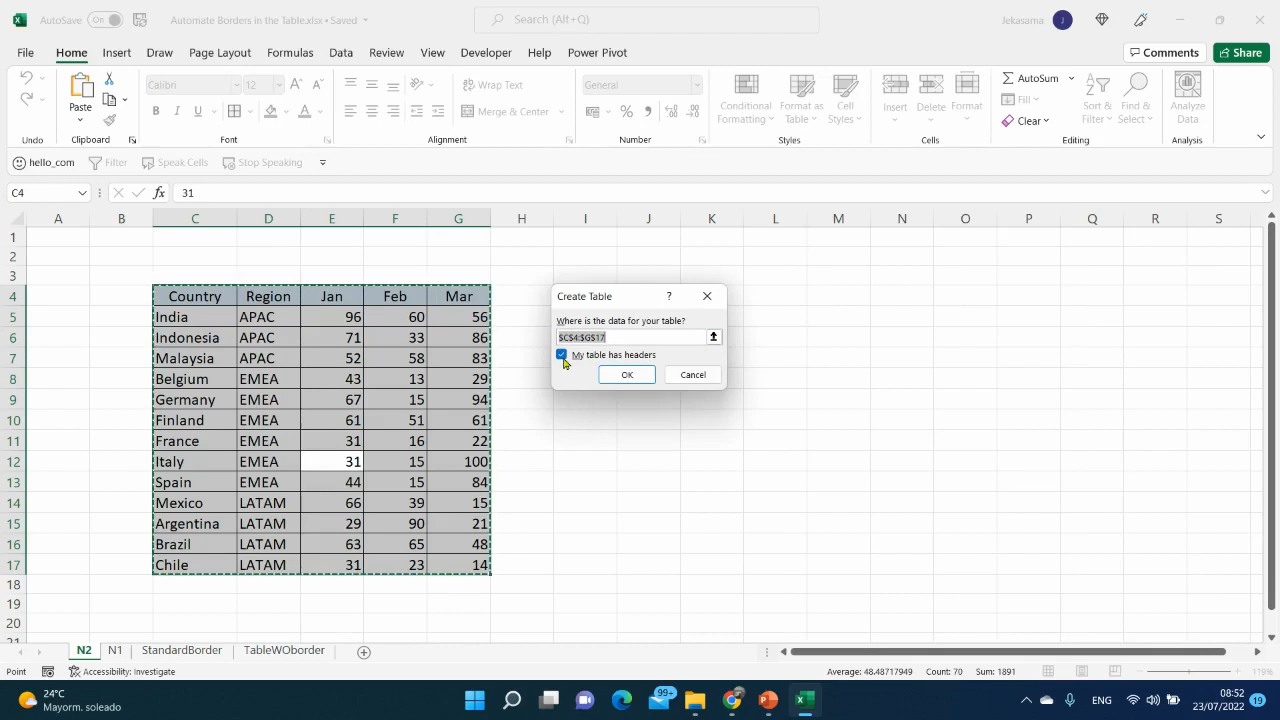 AutoSave On Automate Borders in the Table.xlsx • Saved Search (Alt+Q) Jekasama J
File Home Insert Draw Page Layout Formulas Data Review View Developer Help Power Pivot Comments Share
Paste Calibri 12 Wrap Text General Conditional Formatting Format as Table Cell Styles Insert Delete Format AutoSum Sort & Filter Find & Select Analyze Data
B I U Merge & Center % Fill Clear
Undo Clipboard Font Alignment Number Styles Cells Editing Analysis
hello_com Filter Speak Cells Stop Speaking
C4 fx 31
A B C D E F G H I J K L M N O P Q R S
1
2
3
4 Country Region Jan Feb Mar
5 India APAC 96 60 56
6 Indonesia APAC 71 33 86
7 Malaysia APAC 52 58 83
8 Belgium EMEA 43 13 29
9 Germany EMEA 67 15 94
10 Finland EMEA 61 51 61
11 France EMEA 31 16 22
12 Italy EMEA 31 15 100
13 Spain EMEA 44 15 84
14 Mexico LATAM 66 39 15
15 Argentina LATAM 29 90 21
16 Brazil LATAM 63 65 48
17 Chile LATAM 31 23 14
18
19
20
21
Create Table ?
Where is the data for your table?
$C$4:$G$17
My table has headers
OK Cancel
N2 N1 StandardBorder TableWOborder
Point Accessibility: Investigate Average: 48.48717949 Count: 70 Sum: 1891 119%
24°C
Mayorm. soleado
99+
ENG
08:52
23/07/2022
19